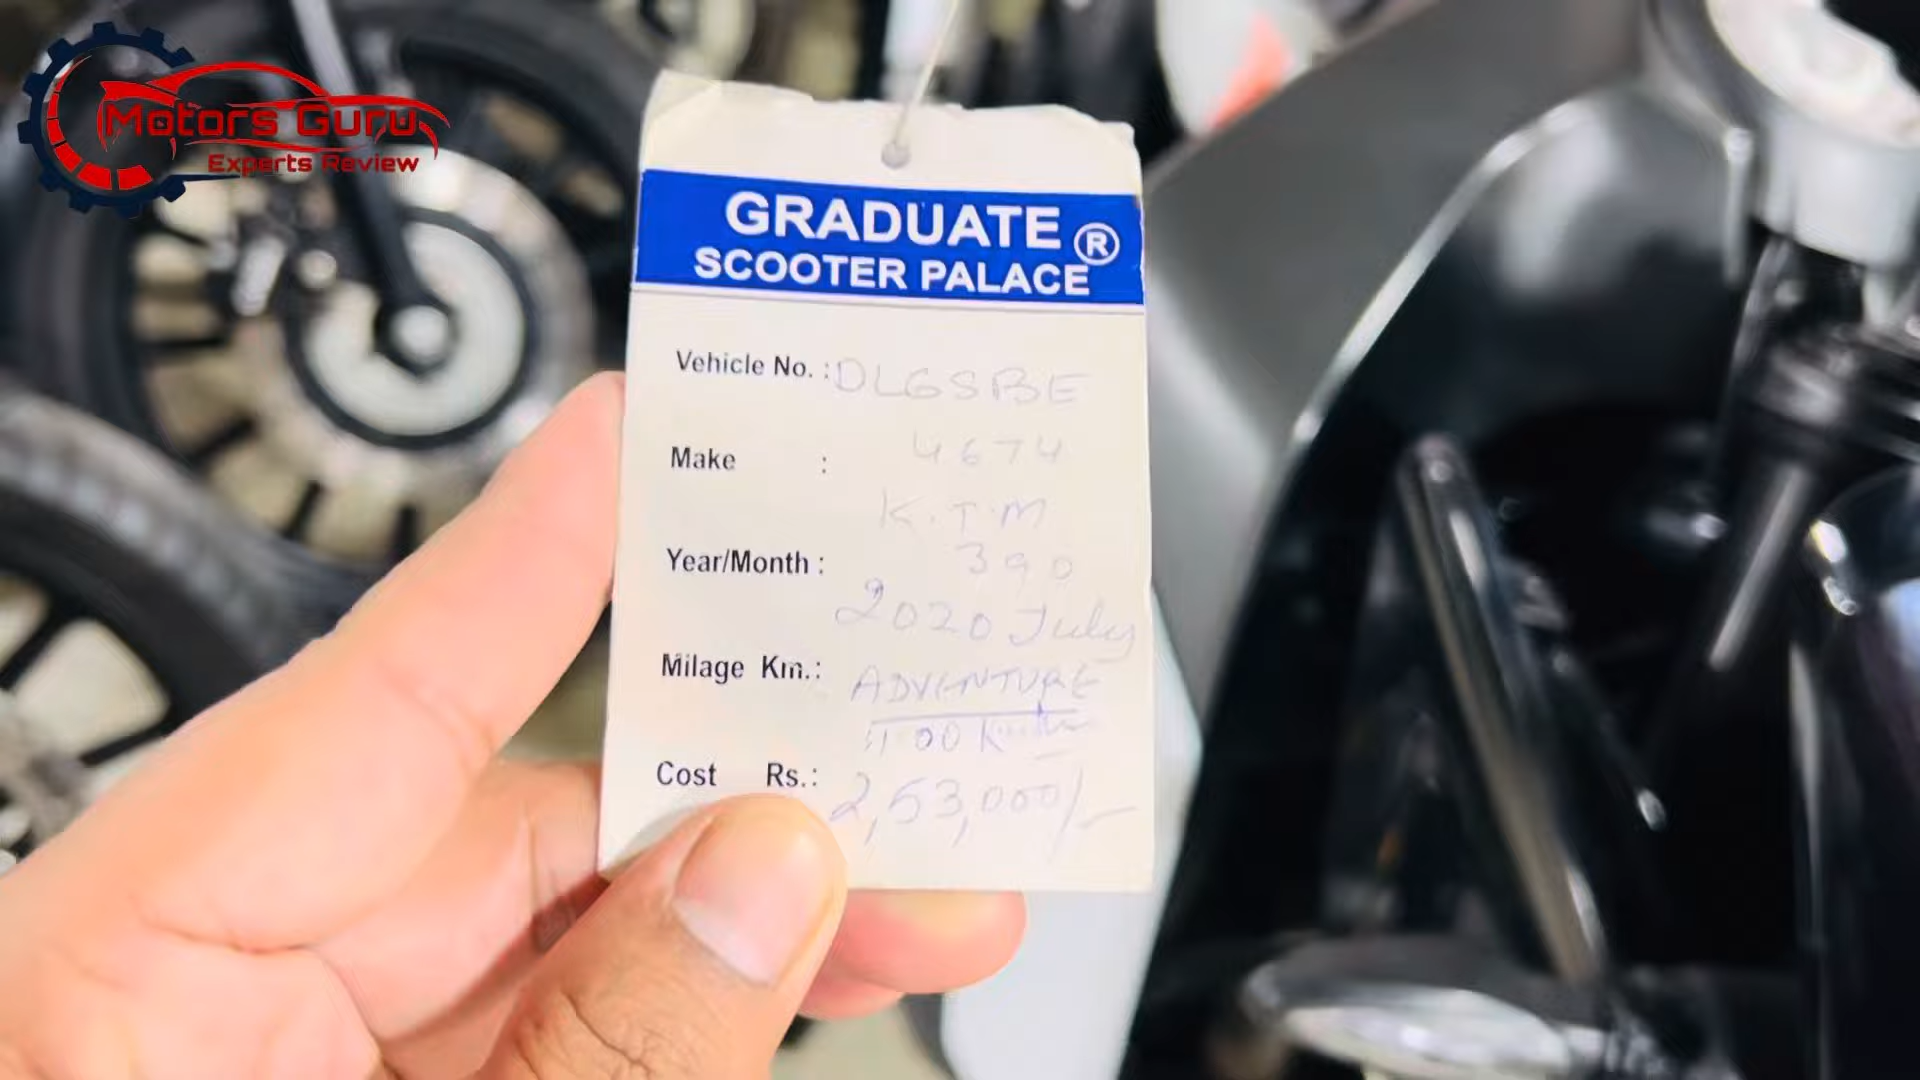 Motors Guru
Experts Review
GRADUATE ®
SCOOTER PALACE
Vehicle No. : DL6SBE
4674
Make :
K.T.M
390
Year/Month :
2020 July
Milage Km.:
ADVENTURE
Cost Rs.: 2,53,000/-